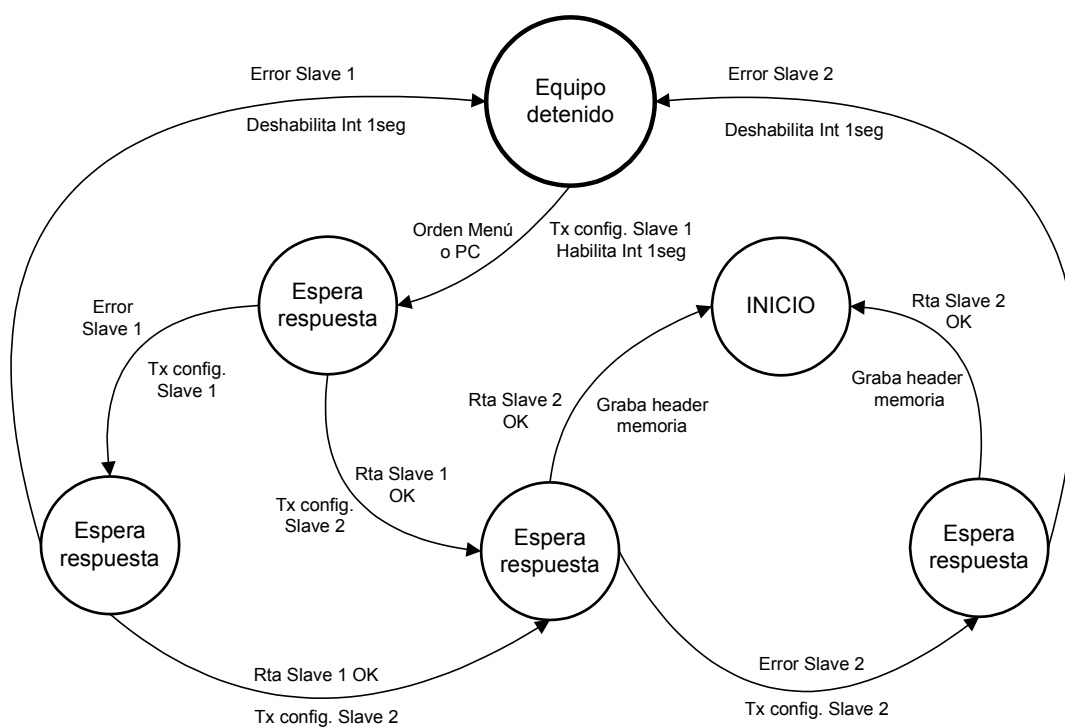 Error Slave 1
Deshabilita Int 1seg
Equipo
detenido
Error Slave 2
Deshabilita Int 1seg
Orden Menú
o PC
Tx config. Slave 1
Habilita Int 1seg
Espera
respuesta
INICIO
Rta Slave 2
OK
Error
Slave 1
Tx config.
Slave 1
Graba header
memoria
Rta Slave 2
OK
Graba header
memoria
Rta Slave 1
OK
Tx config.
Slave 2
Espera
respuesta
Espera
respuesta
Espera
respuesta
Rta Slave 1 OK
Tx config. Slave 2
Error Slave 2
Tx config. Slave 2